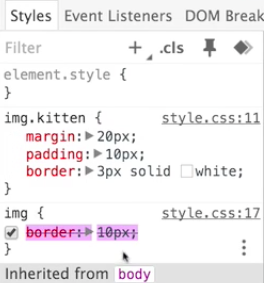 Styles Event Listeners DOM Break
Filter + .cls
element.style {
}
img.kitten { style.css:11
margin: 20px;
padding: 10px;
border: 3px solid white;
}
img { style.css:17
border: 10px;
}
Inherited from body